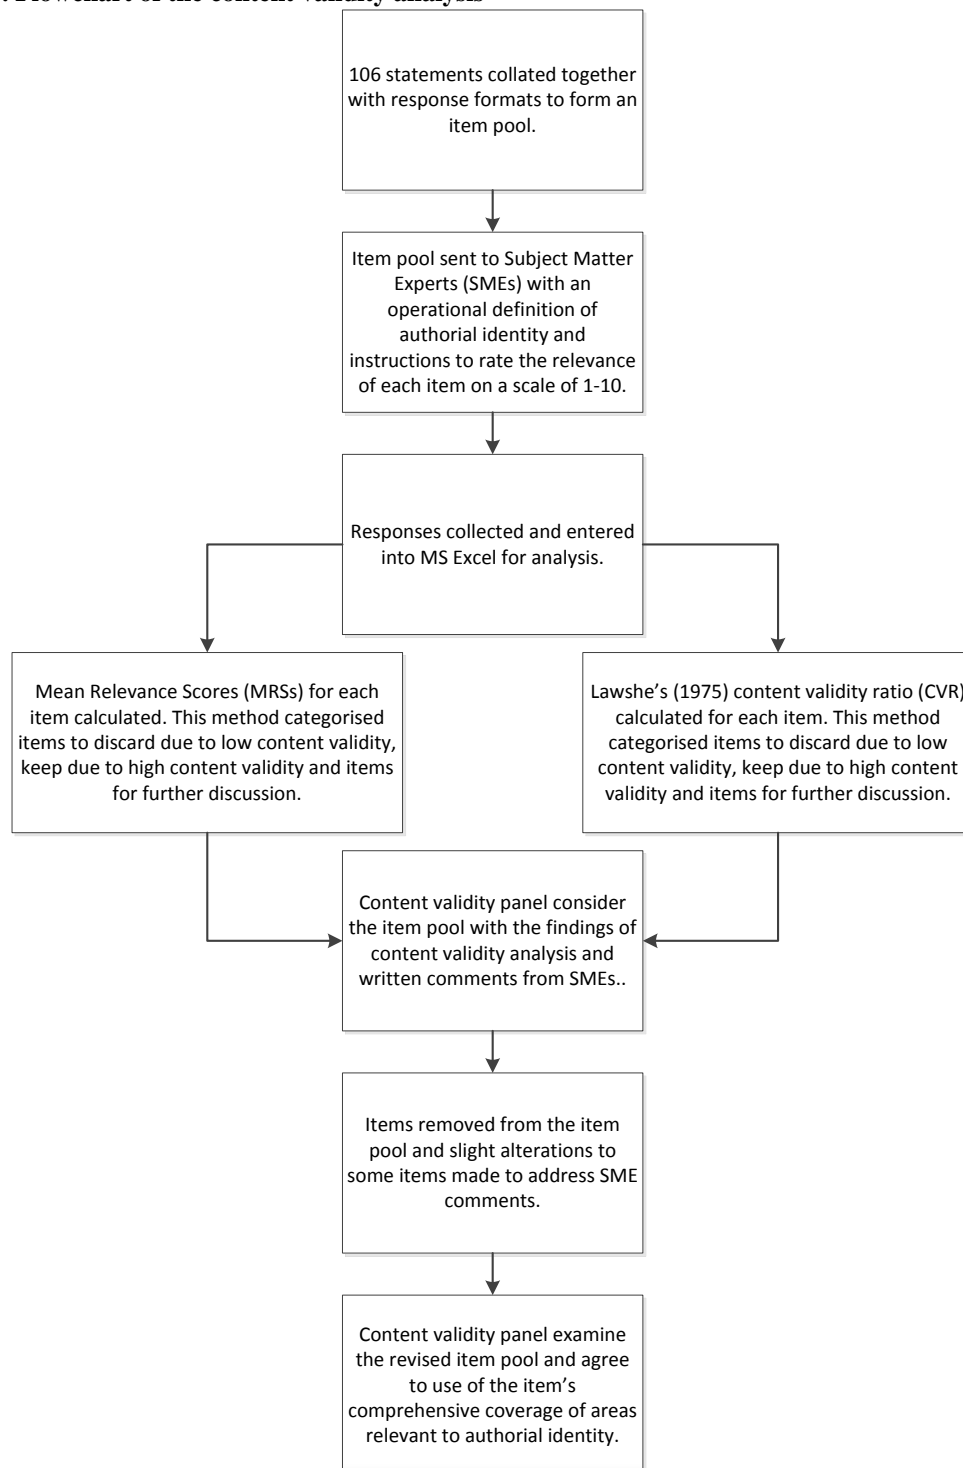 Flowchart of the content validity analysis
106 statements collated together
with response formats to form an
item pool.
Item pool sent to Subject Matter
Experts (SMEs) with an
operational definition of
authorial identity and
instructions to rate the relevance
of each item on a scale of 1-10.
Responses collected and entered
into MS Excel for analysis.
Mean Relevance Scores (MRSs) for each
item calculated. This method categorised
items to discard due to low content validity,
keep due to high content validity and items
for further discussion.
Lawshe’s (1975) content validity ratio (CVR)
calculated for each item. This method
categorised items to discard due to low
content validity, keep due to high content
validity and items for further discussion.
Content validity panel consider
the item pool with the findings of
content validity analysis and
written comments from SMEs..
Items removed from the item
pool and slight alterations to
some items made to address SME
comments.
Content validity panel examine
the revised item pool and agree
to use of the item’s
comprehensive coverage of areas
relevant to authorial identity.